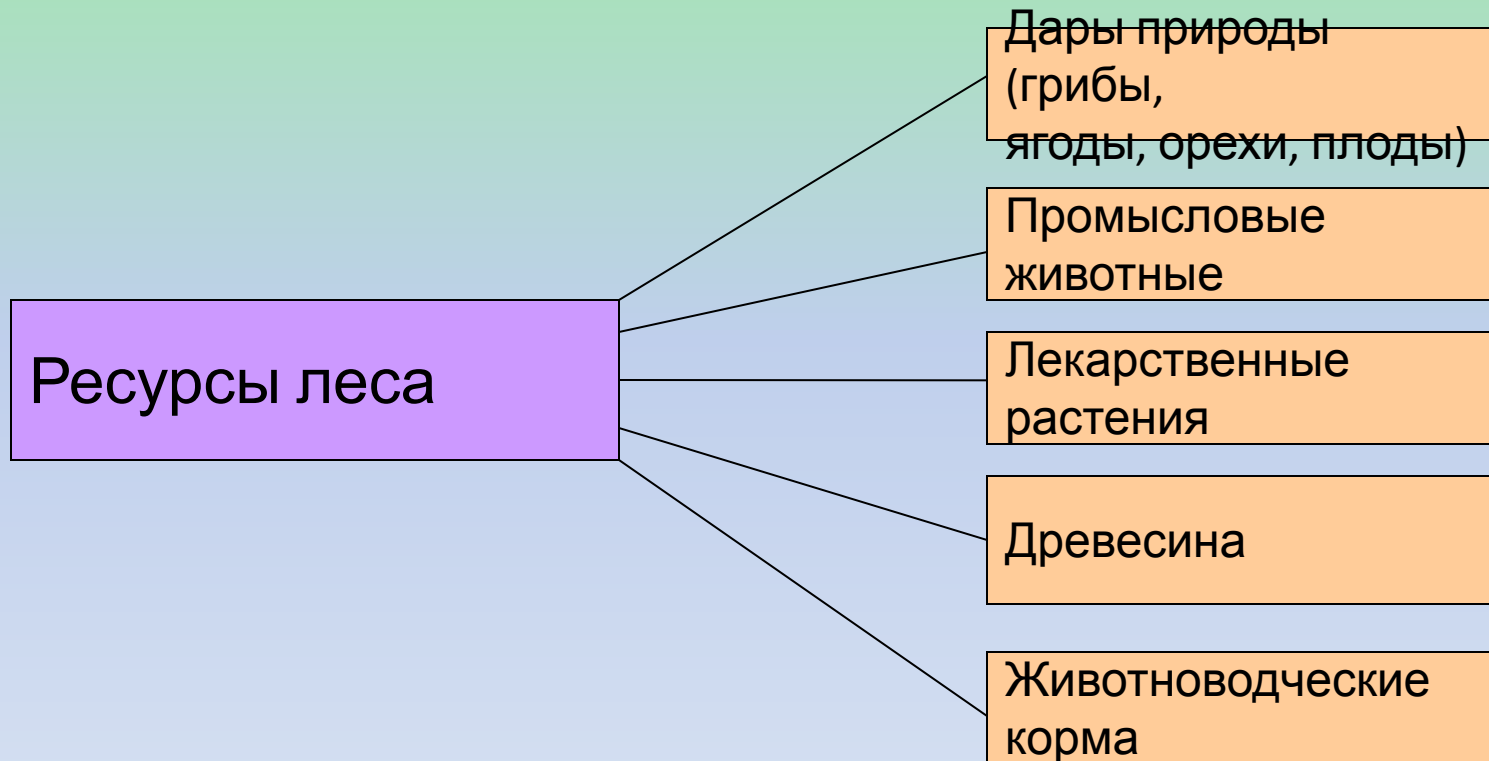 Ресурсы леса
Дары природы
(грибы,
ягоды, орехи, плоды)
Промысловые
животные
Лекарственные
растения
Древесина
Животноводческие
корма